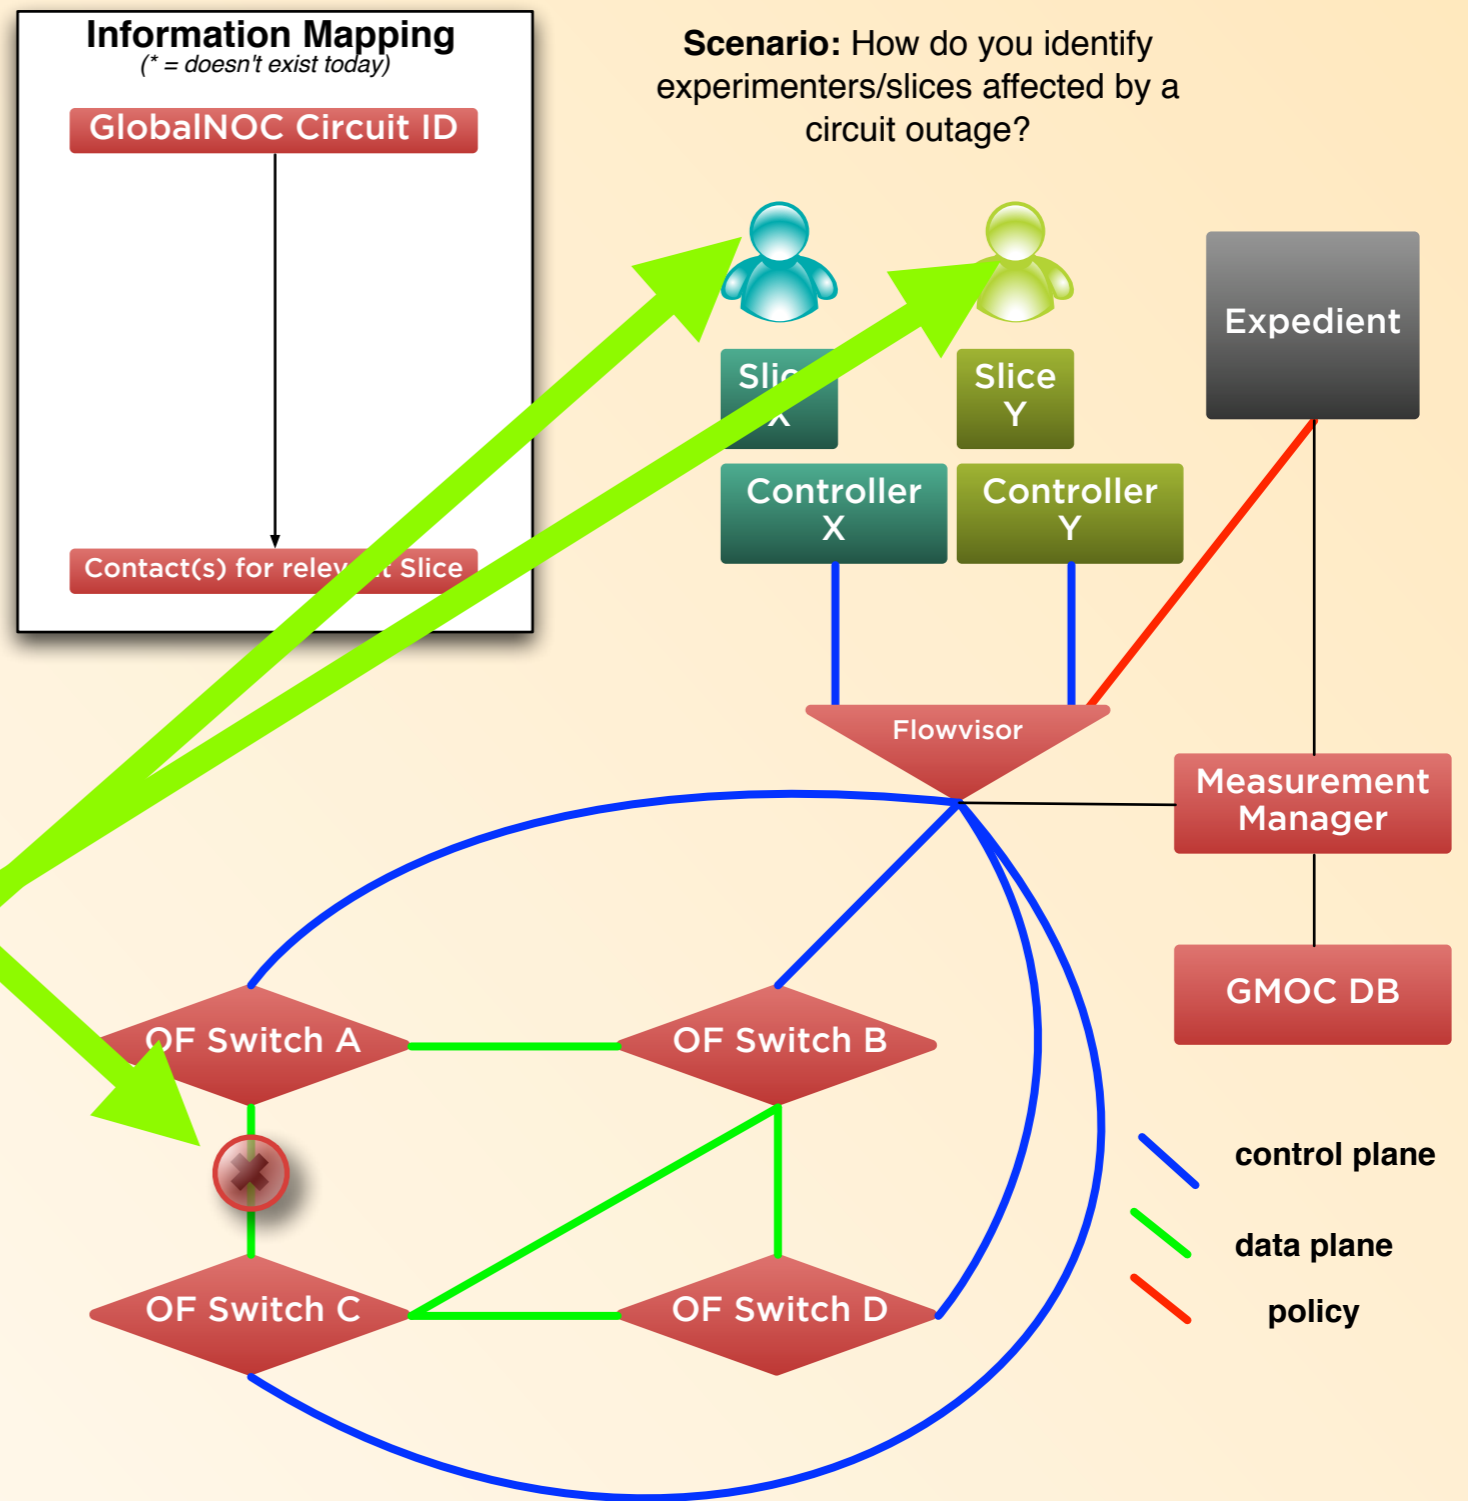 Information Mapping
(* = doesn't exist today)
GlobalNOC Circuit ID
Contact(s) for relevant Slice
Scenario: How do you identify
experimenters/slices affected by a
circuit outage?
Slice
X
Slice
Y
Expedient
Controller
X
Controller
Y
Flowvisor
Measurement
Manager
GMOC DB
OF Switch A
OF Switch B
OF Switch C
OF Switch D
control plane
data plane
policy